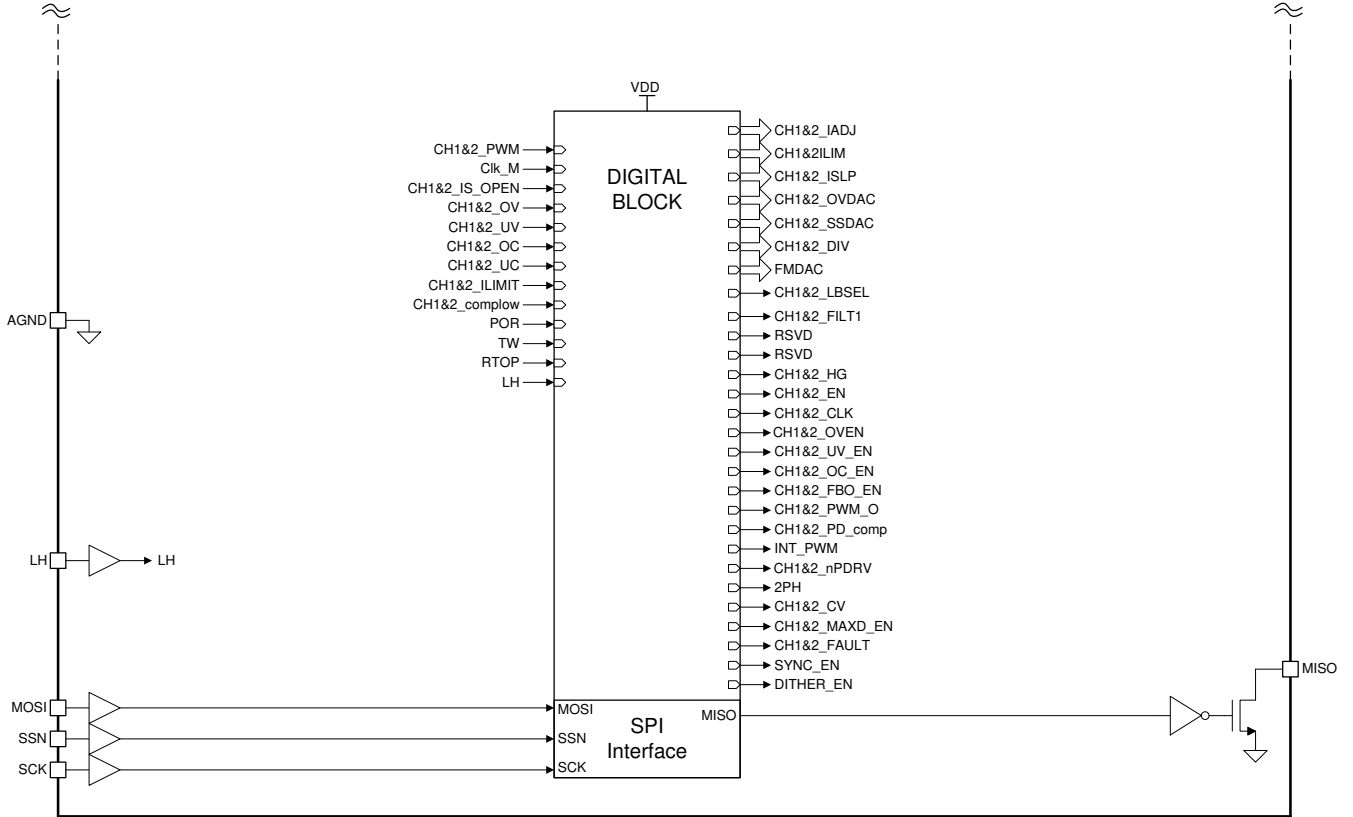 VDD
DIGITAL
BLOCK
CH1&2_PWM
Clk_M
CH1&2_IS_OPEN
CH1&2_OV
CH1&2_UV
CH1&2_OC
CH1&2_UC
CH1&2_ILIMIT
CH1&2_complow
POR
TW
RTOP
LH
CH1&2_IADJ
CH1&2ILIM
CH1&2_ISLP
CH1&2_OVDAC
CH1&2_SSDAC
CH1&2_DIV
FMDAC
CH1&2_LBSEL
CH1&2_FILT1
RSVD
RSVD
CH1&2_HG
CH1&2_EN
CH1&2_CLK
CH1&2_OVEN
CH1&2_UV_EN
CH1&2_OC_EN
CH1&2_FBO_EN
CH1&2_PWM_O
CH1&2_PD_comp
INT_PWM
CH1&2_nPDRV
2PH
CH1&2_CV
CH1&2_MAXD_EN
CH1&2_FAULT
SYNC_EN
DITHER_EN
AGND
LH
LH
MOSI
SSN
SCK
MOSI
SSN
SCK
SPI
Interface
MISO
MISO